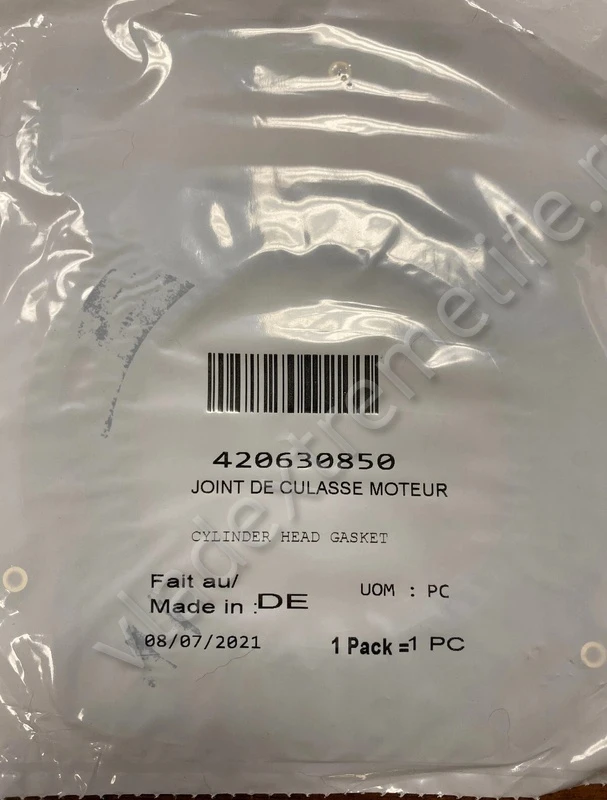 420630850
JOINT DE CULASSE MOTEUR
CYLINDER HEAD GASKET
Fait au/
Made in : DE
UOM : PC
08/07/2021
1 Pack = 1 PC